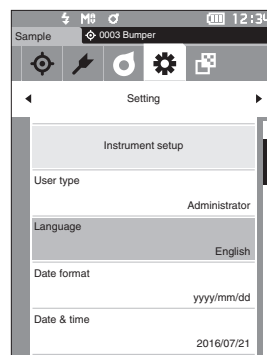 12:34
Sample
0003 Bumper
Setting
Instrument setup
User type
Administrator
Language
English
Date format
yyyy/mm/dd
Date & time
2016/07/21